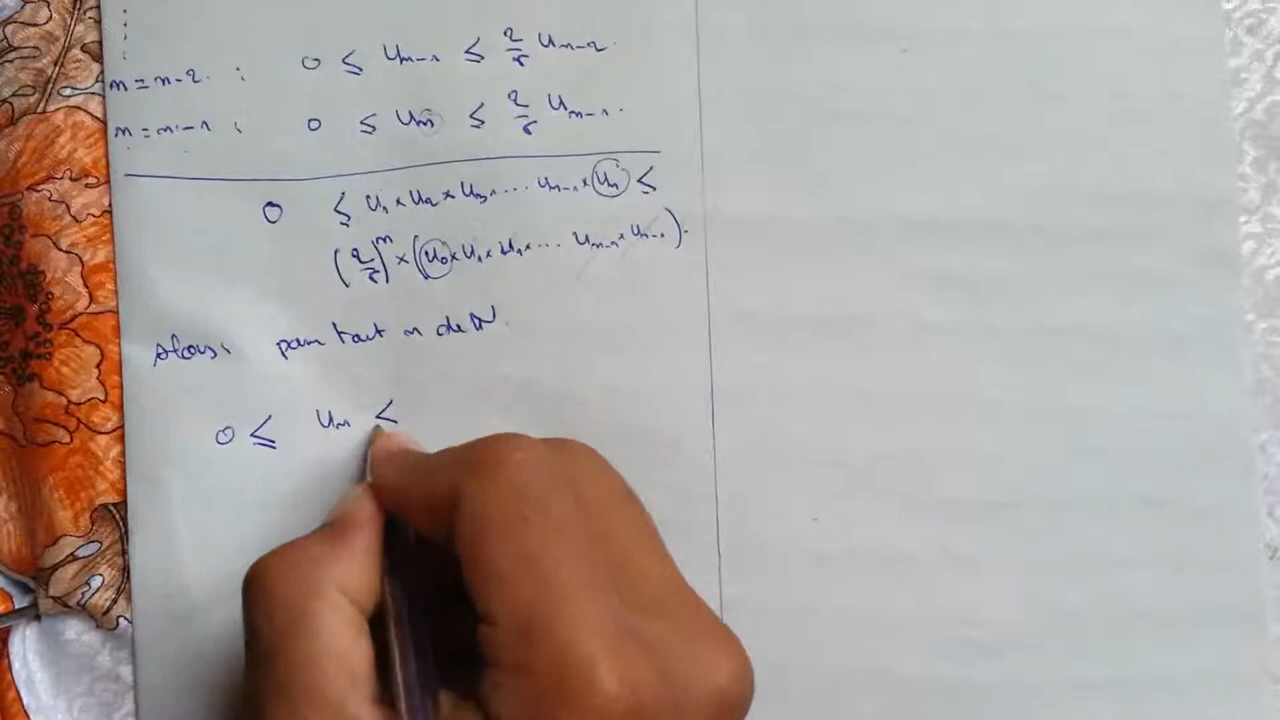 n=n-2 : 0 ≤ Un-1 ≤ 2/5 Un-2.
n=n-1 : 0 ≤ Un ≤ 2/5 Un-1.
0 ≤ U1×U2×U3×... Un-1×Un ≤
(2/5)^n × (U0×U1×U2×... Un-2×Un-1).
Alors: pour tout n de IN.
0 ≤ Un <